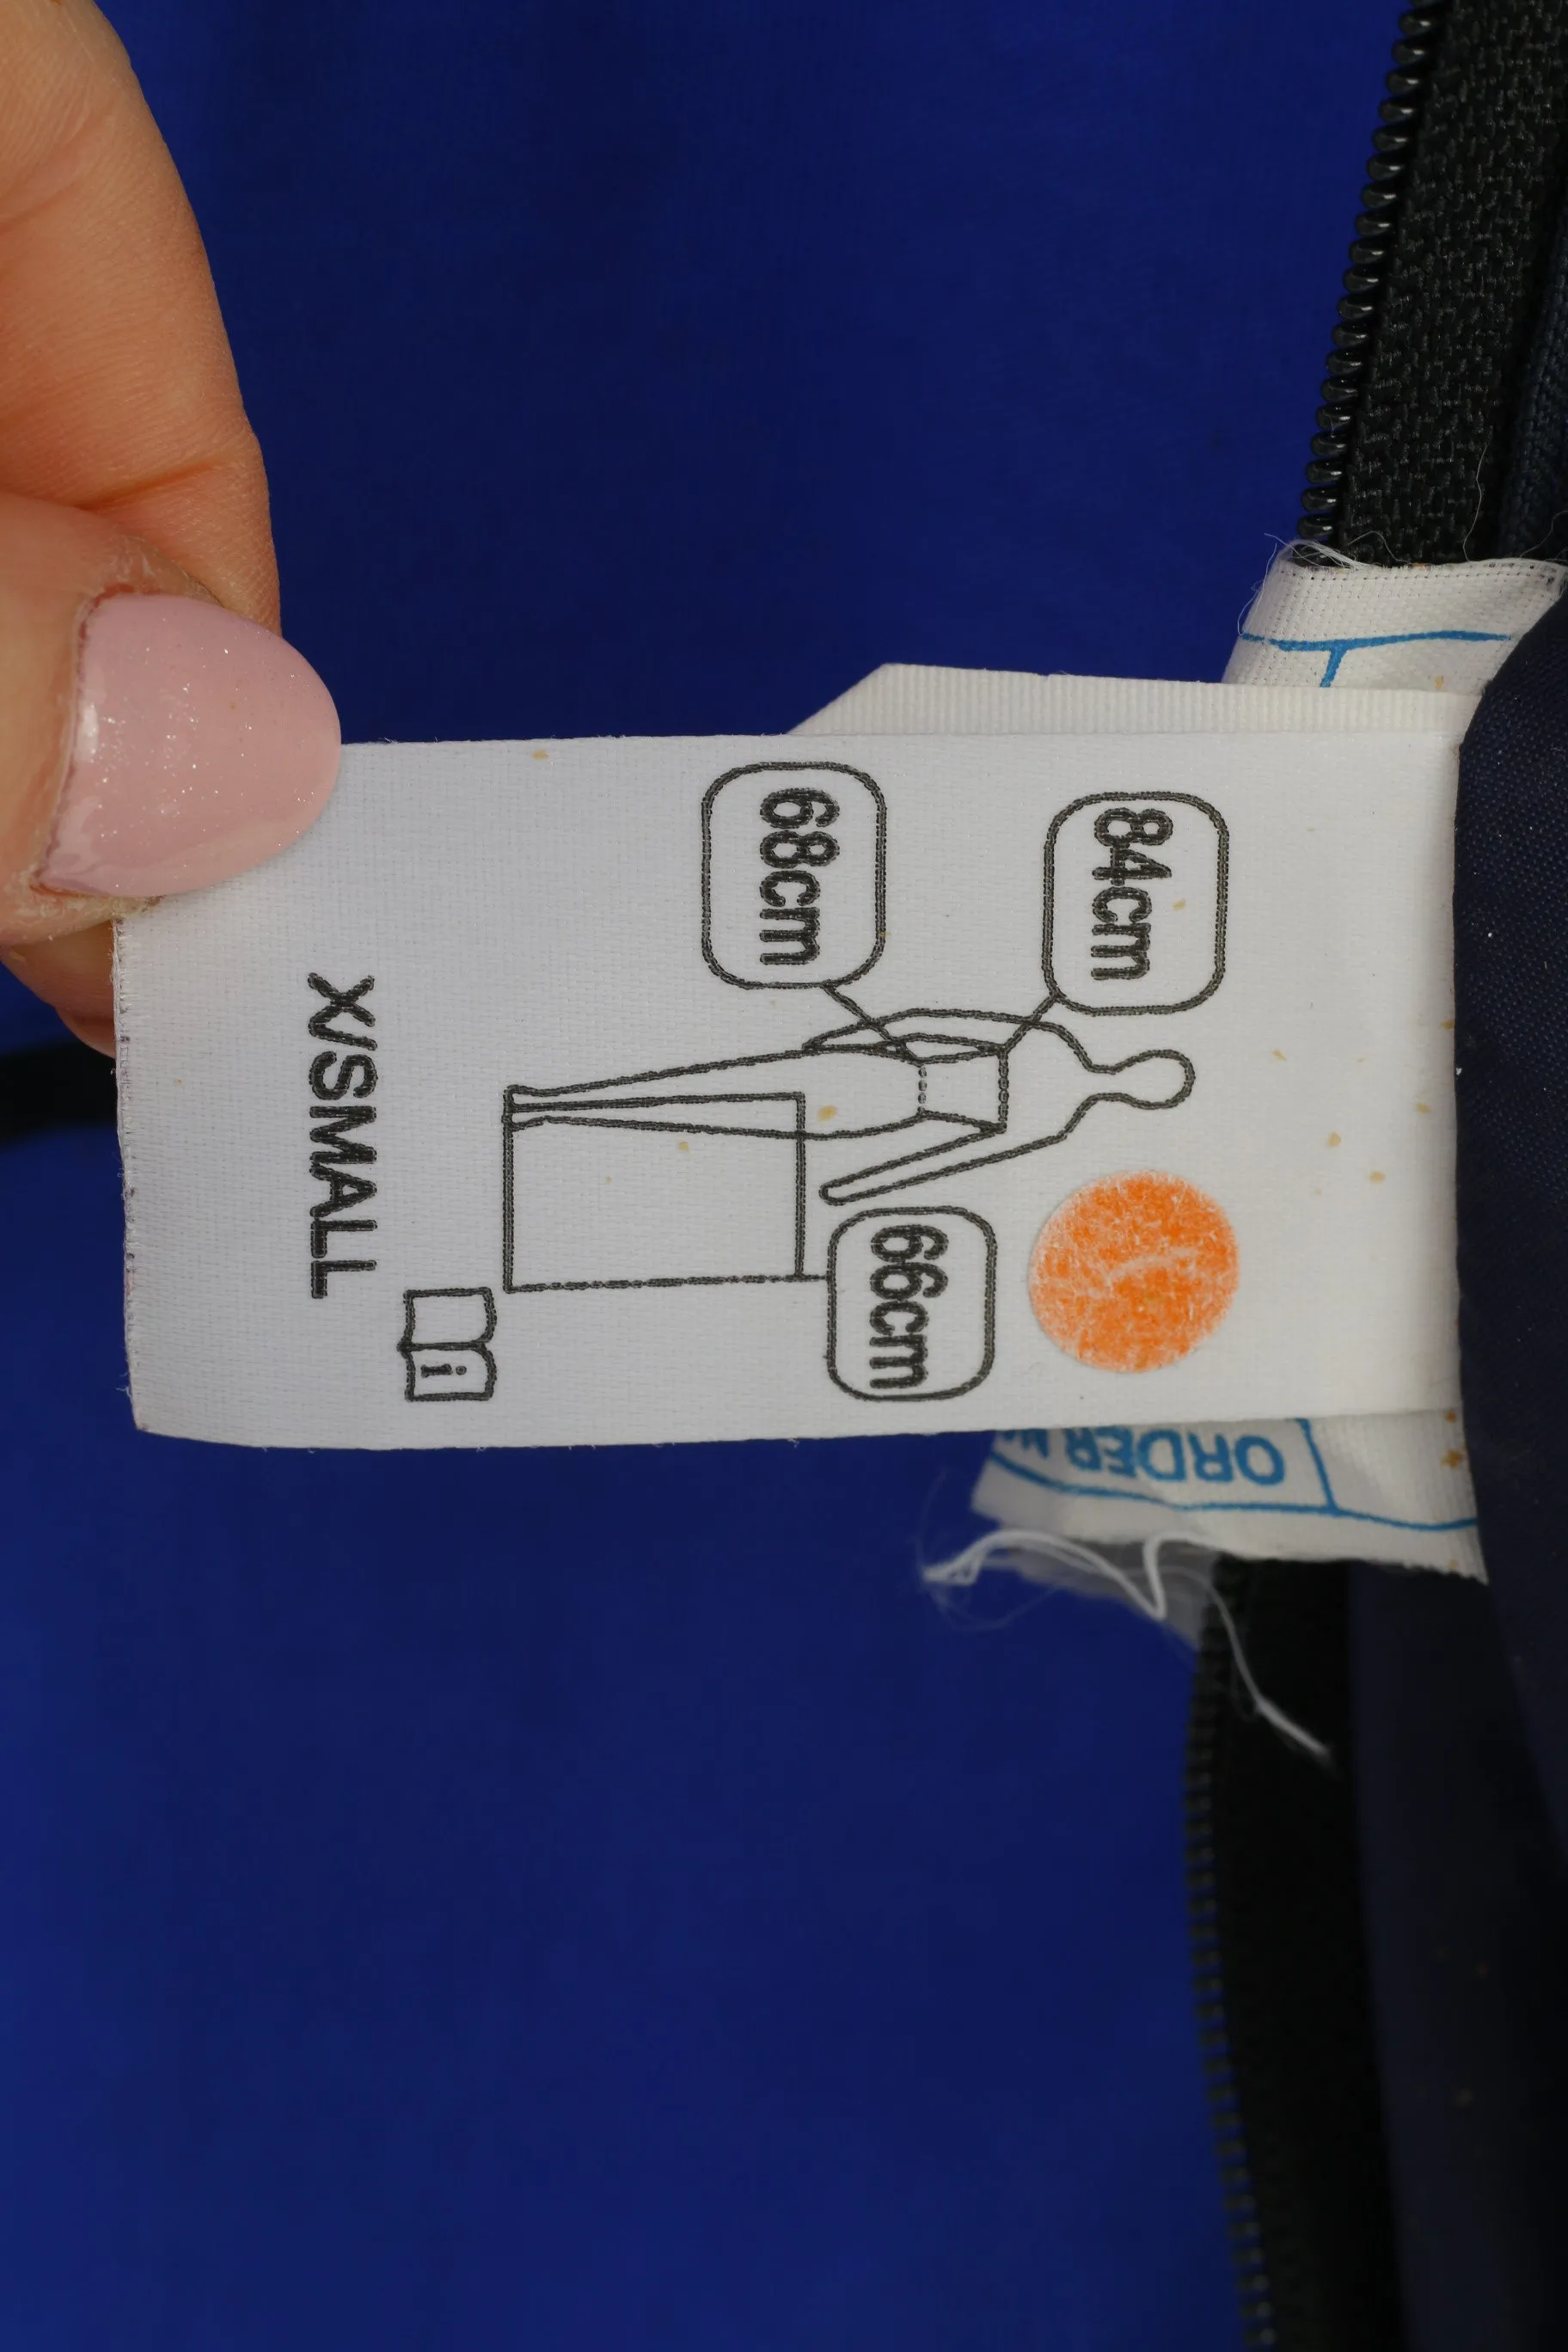 84cm
68cm
66cm
i
X/SMALL
ORDER